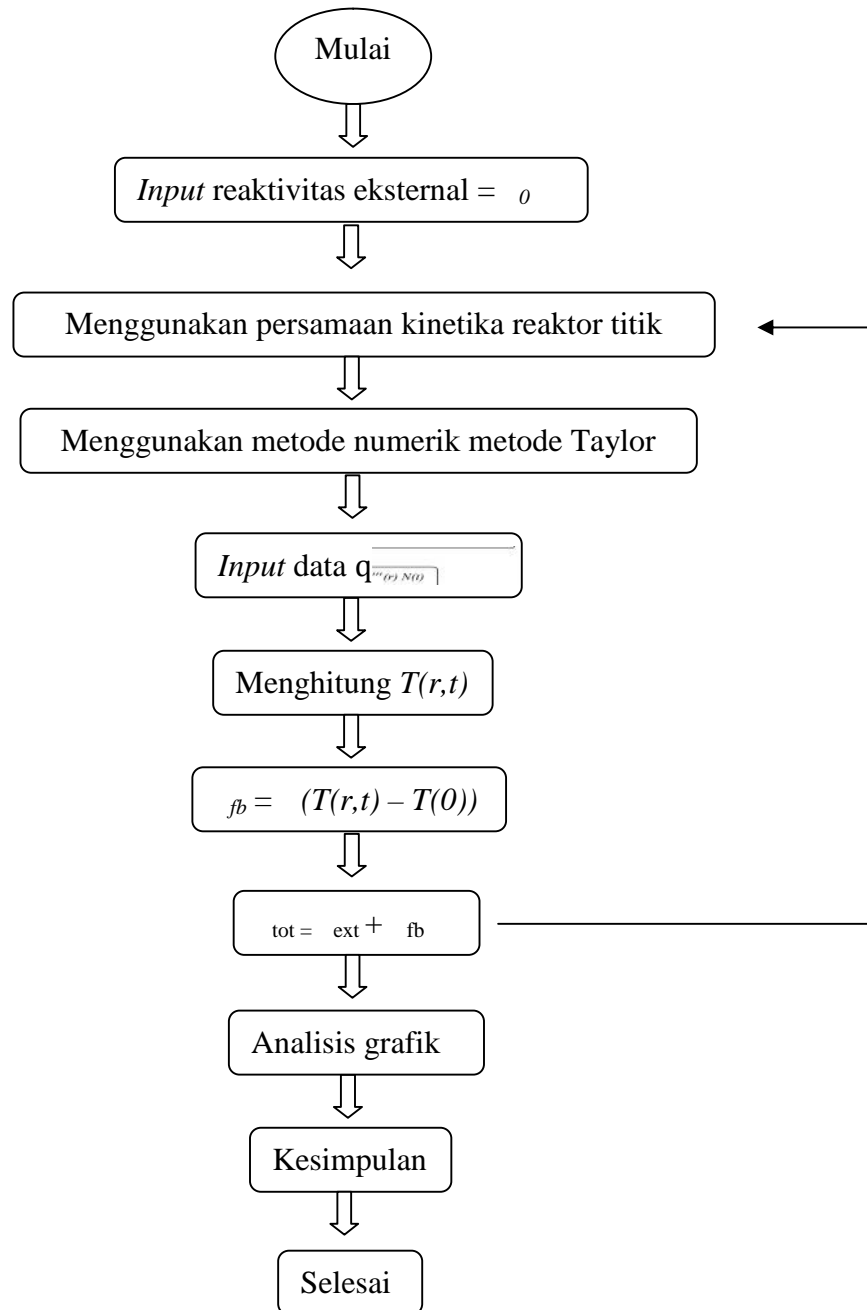 Mulai
Input reaktivitas eksternal = 0
Menggunakan persamaan kinetika reaktor titik
Menggunakan metode numerik metode Taylor
Input data q'''(r) N(t)
Menghitung T(r,t)
fb = (T(r,t) – T(0))
tot = ext + fb
Analisis grafik
Kesimpulan
Selesai